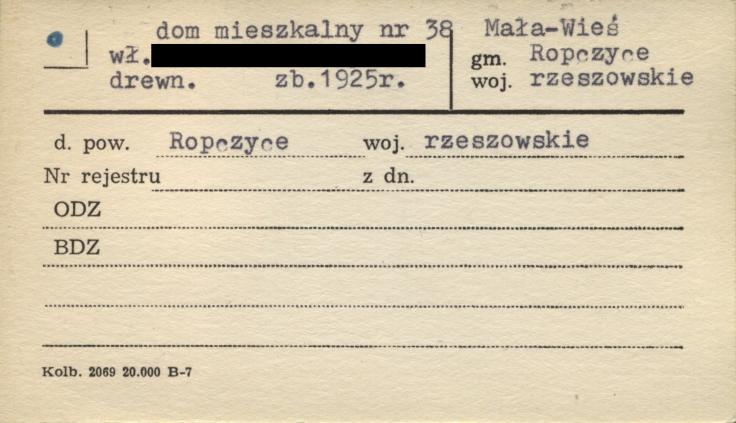 dom mieszkalny nr 38
wł.
drewn. zb.1925r.
Mała-Wieś
gm. Ropczyce
woj. rzeszowskie
d. pow. Ropczyce woj. rzeszowskie
Nr rejestru z dn.
ODZ
BDZ
Kolb. 2069 20.000 B-7